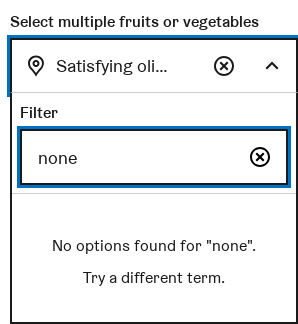 Select multiple fruits or vegetables
Satisfying oli...
Filter
none
No options found for "none".
Try a different term.